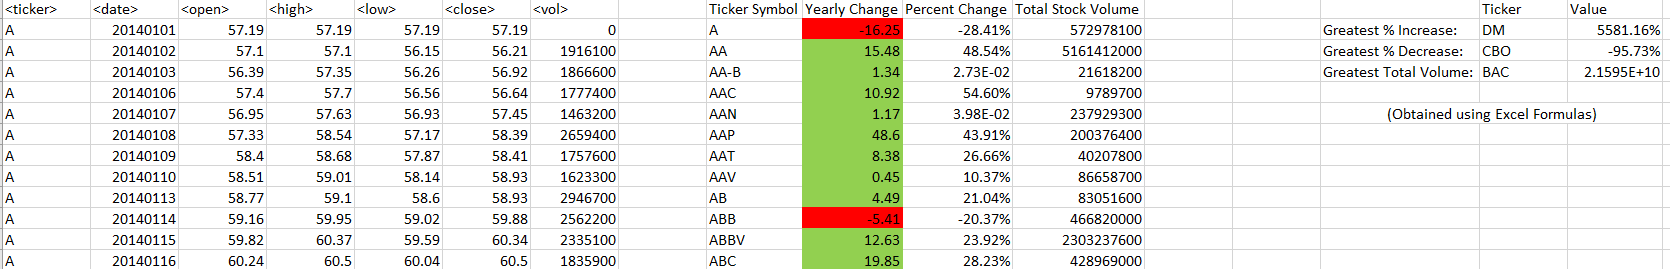 <ticker> <date> <open> <high> <low> <close> <vol> Ticker Symbol Yearly Change Percent Change Total Stock Volume Ticker Value
A 20140101 57.19 57.19 57.19 57.19 0 A -16.25 -28.41% 572978100 Greatest % Increase: DM 5581.16%
A 20140102 57.1 57.1 56.15 56.21 1916100 AA 15.48 48.54% 5161412000 Greatest % Decrease: CBO -95.73%
A 20140103 56.39 57.35 56.26 56.92 1866600 AA-B 1.34 2.73E-02 21618200 Greatest Total Volume: BAC 2.1595E+10
A 20140106 57.4 57.7 56.56 56.64 1777400 AAC 10.92 54.60% 9789700
A 20140107 56.95 57.63 56.93 57.45 1463200 AAN 1.17 3.98E-02 237929300 (Obtained using Excel Formulas)
A 20140108 57.33 58.54 57.17 58.39 2659400 AAP 48.6 43.91% 200376400
A 20140109 58.4 58.68 57.87 58.41 1757600 AAT 8.38 26.66% 40207800
A 20140110 58.51 59.01 58.14 58.93 1623300 AAV 0.45 10.37% 86658700
A 20140113 58.77 59.1 58.6 58.93 2946700 AB 4.49 21.04% 83051600
A 20140114 59.16 59.95 59.02 59.88 2562200 ABB -5.41 -20.37% 466820000
A 20140115 59.82 60.37 59.59 60.34 2335100 ABBV 12.63 23.92% 2303237600
A 20140116 60.24 60.5 60.04 60.5 1835900 ABC 19.85 28.23% 428969000